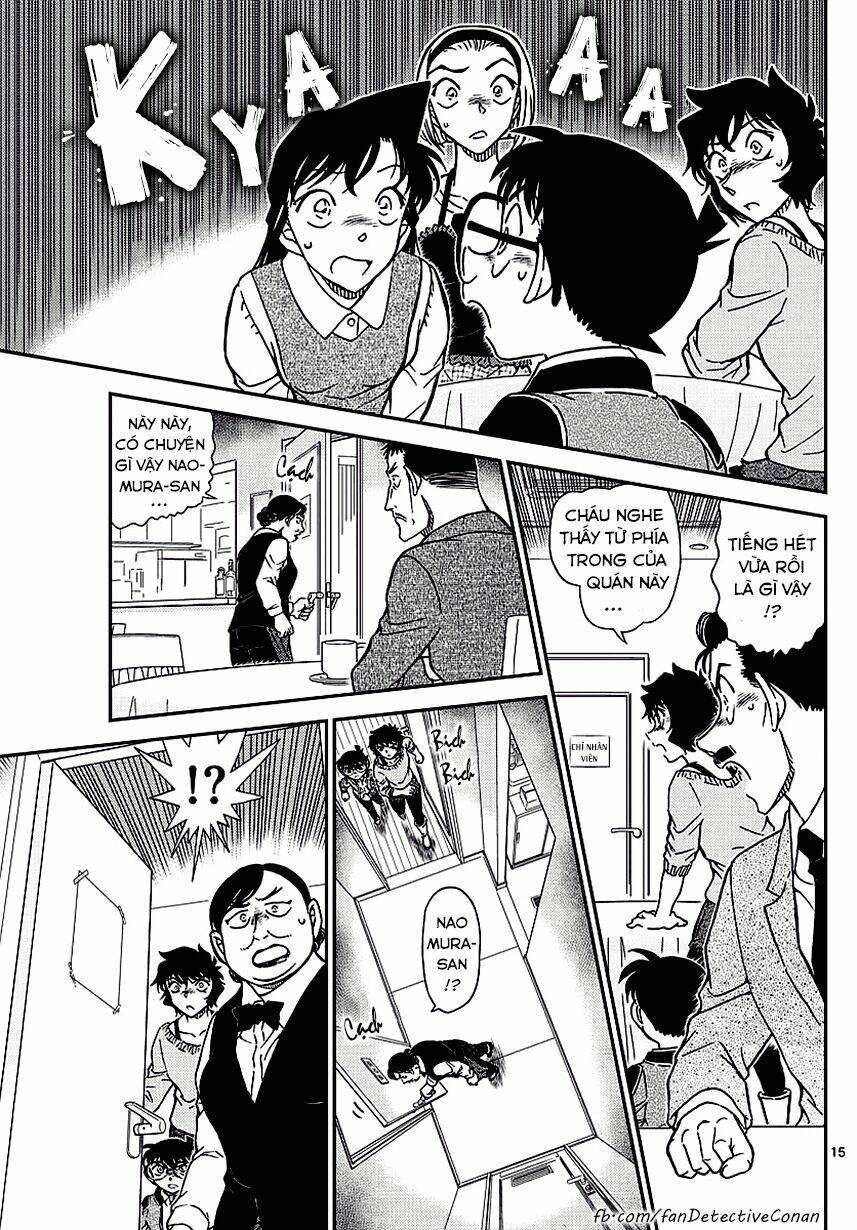 KYAAA
TIẾNG HÉT
VỪA RỒI
LÀ GÌ VẬY
!?
CHÁU NGHE
THẤY TỪ PHÍA
TRONG CỦA
QUÁN NÀY
...
CHỈ NHÂN
VIÊN
NÀY NÀY,
CÓ CHUYỆN
GÌ VẬY NAO-
MURA-SAN
...
Cạch
Bịch
Bịch
NAO
MURA-
SAN
!?
Cạch
!?
15
fb.com/fanDetectiveConan